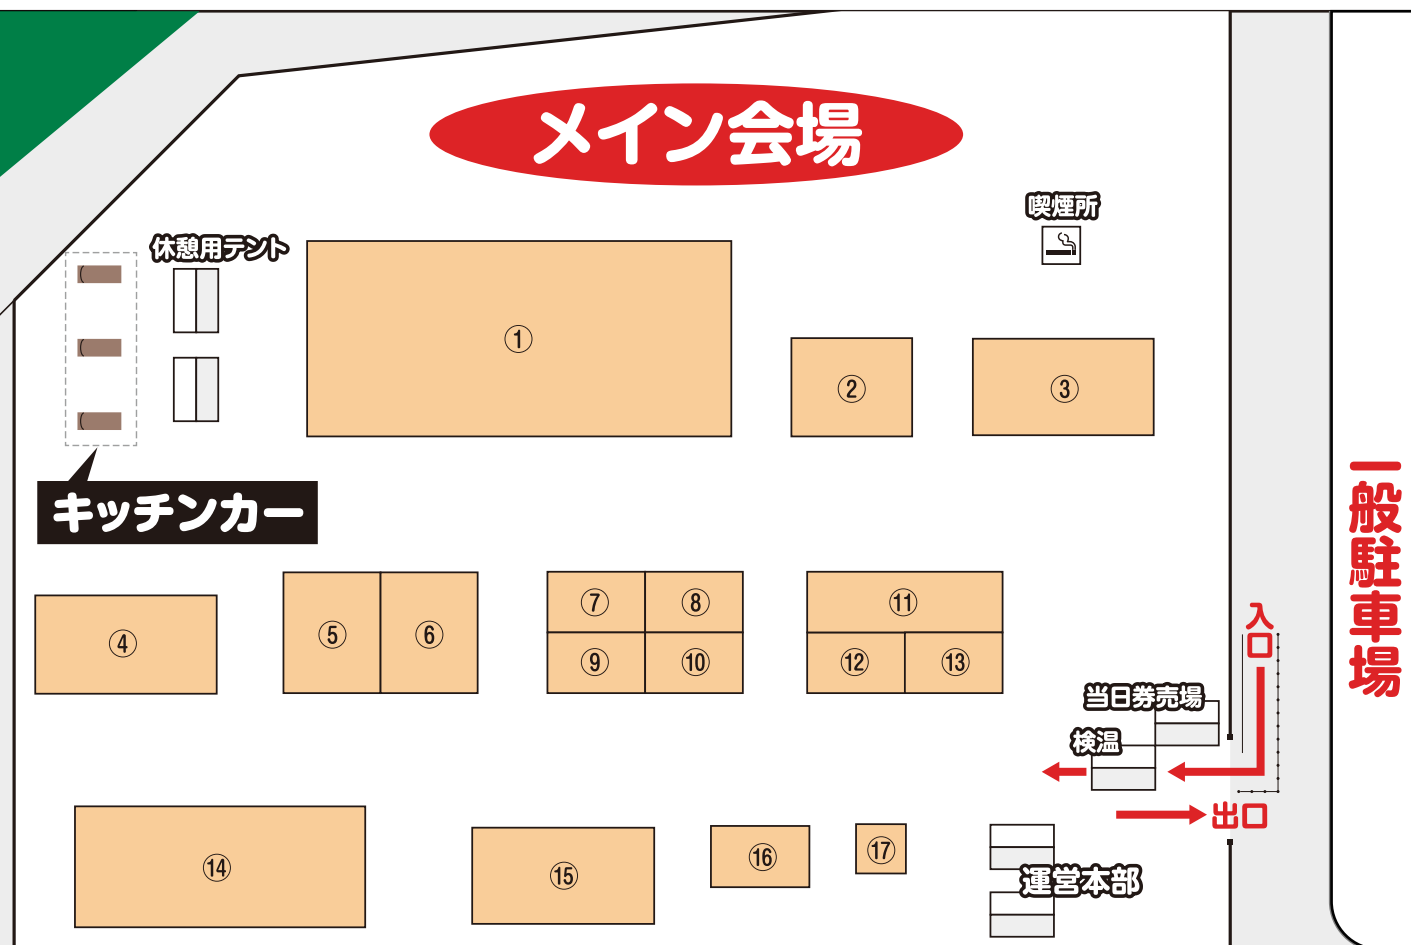 メイン会場
喫煙所
休憩用テント
①
②
③
キッチンカー
④
⑤
⑥
⑦
⑧
⑨
⑩
⑪
⑫
⑬
一般駐車場
入口
当日券売場
検温
出口
⑭
⑮
⑯
⑰
運営本部